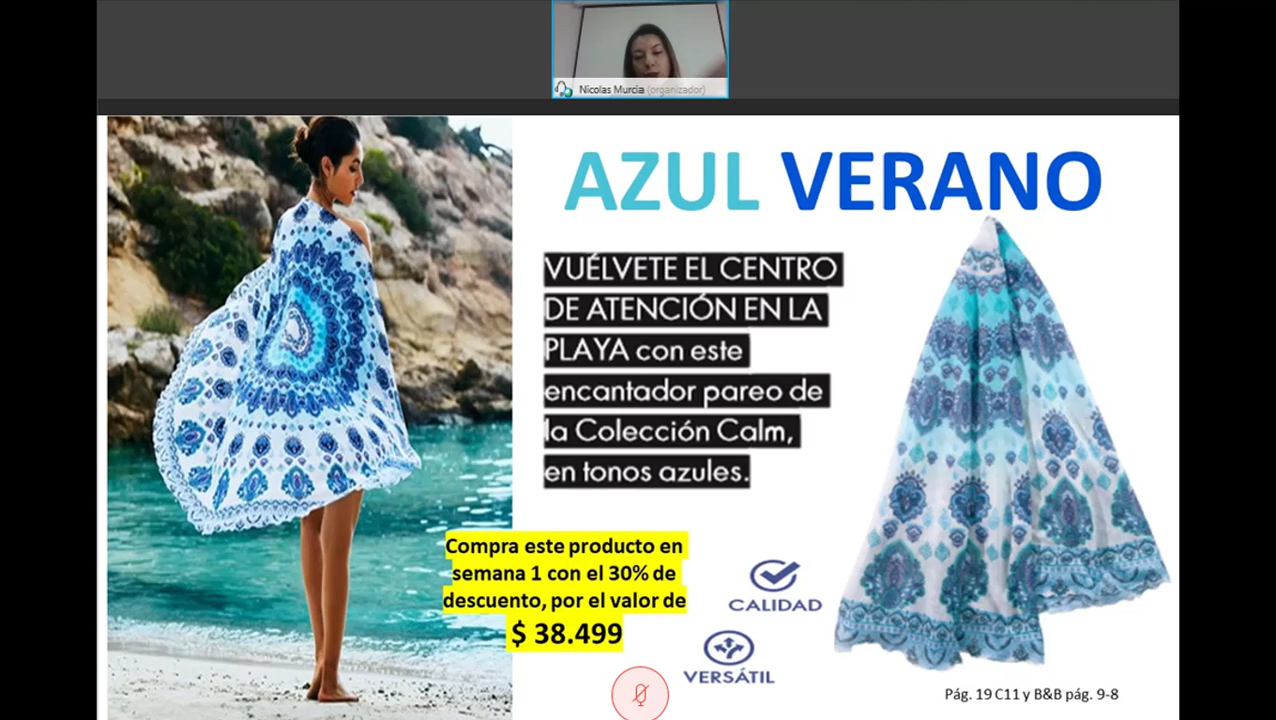 Nicolas Murcia (organizador)
AZUL VERANO
VUÉLVETE EL CENTRO
DE ATENCIÓN EN LA
PLAYA con este
encantador pareo de
la Colección Calm,
en tonos azules.
Compra este producto en
semana 1 con el 30% de
descuento, por el valor de
$ 38.499
CALIDAD
VERSÁTIL
Pág. 19 C11 y B&B pág. 9-8